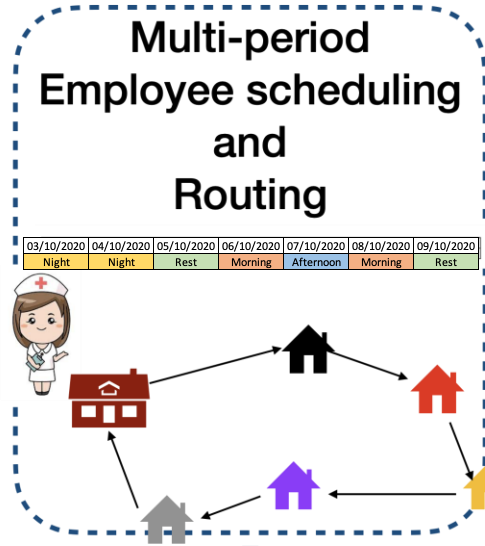 Multi-period
Employee scheduling
and
Routing
03/10/2020 04/10/2020 05/10/2020 06/10/2020 07/10/2020 08/10/2020 09/10/2020
Night Night Rest Morning Afternoon Morning Rest